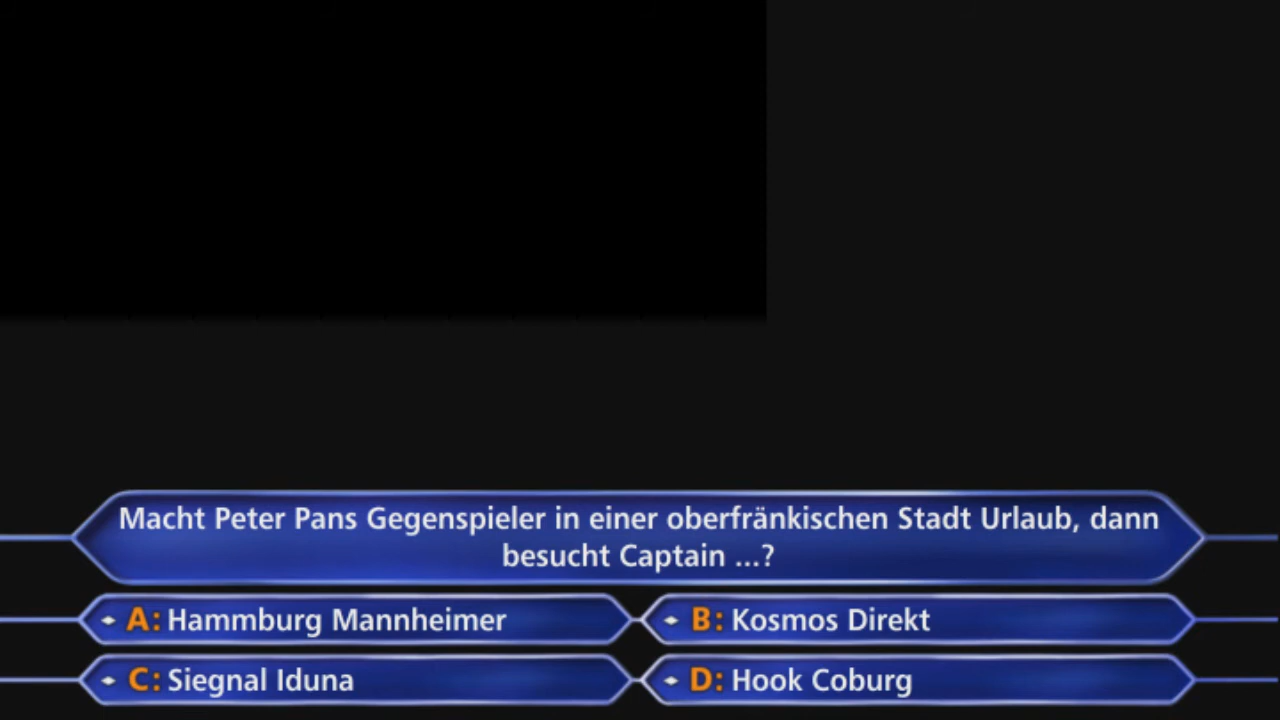 Macht Peter Pans Gegenspieler in einer oberfränkischen Stadt Urlaub, dann
besucht Captain ...?
A: Hammburg Mannheimer
B: Kosmos Direkt
C: Siegnal Iduna
D: Hook Coburg